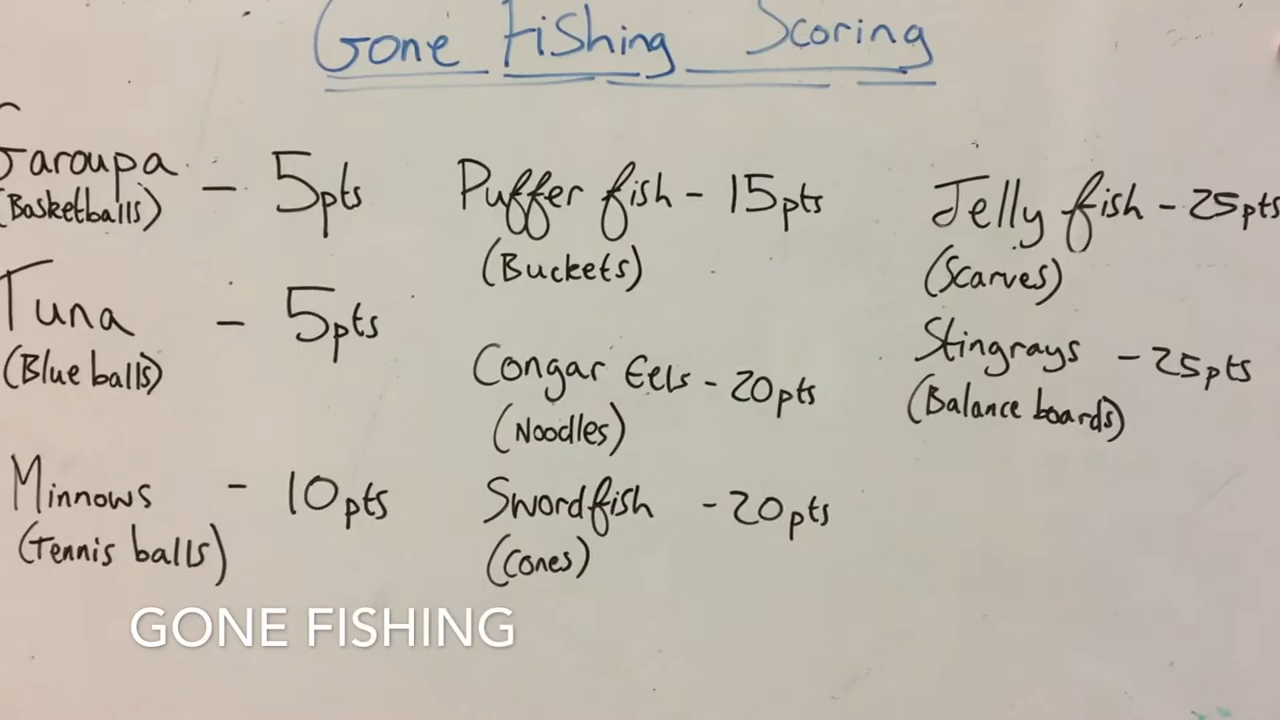 Gone Fishing Scoring
Garoupa - 5pts
(Basketballs)
Tuna - 5pts
(Blue balls)
Minnows - 10pts
(Tennis balls)
Puffer fish - 15pts
(Buckets)
Congar Eels - 20pts
(Noodles)
Swordfish - 20pts
(Cones)
Jelly fish - 25pts
(Scarves)
Stingrays - 25pts
(Balance boards)
GONE FISHING